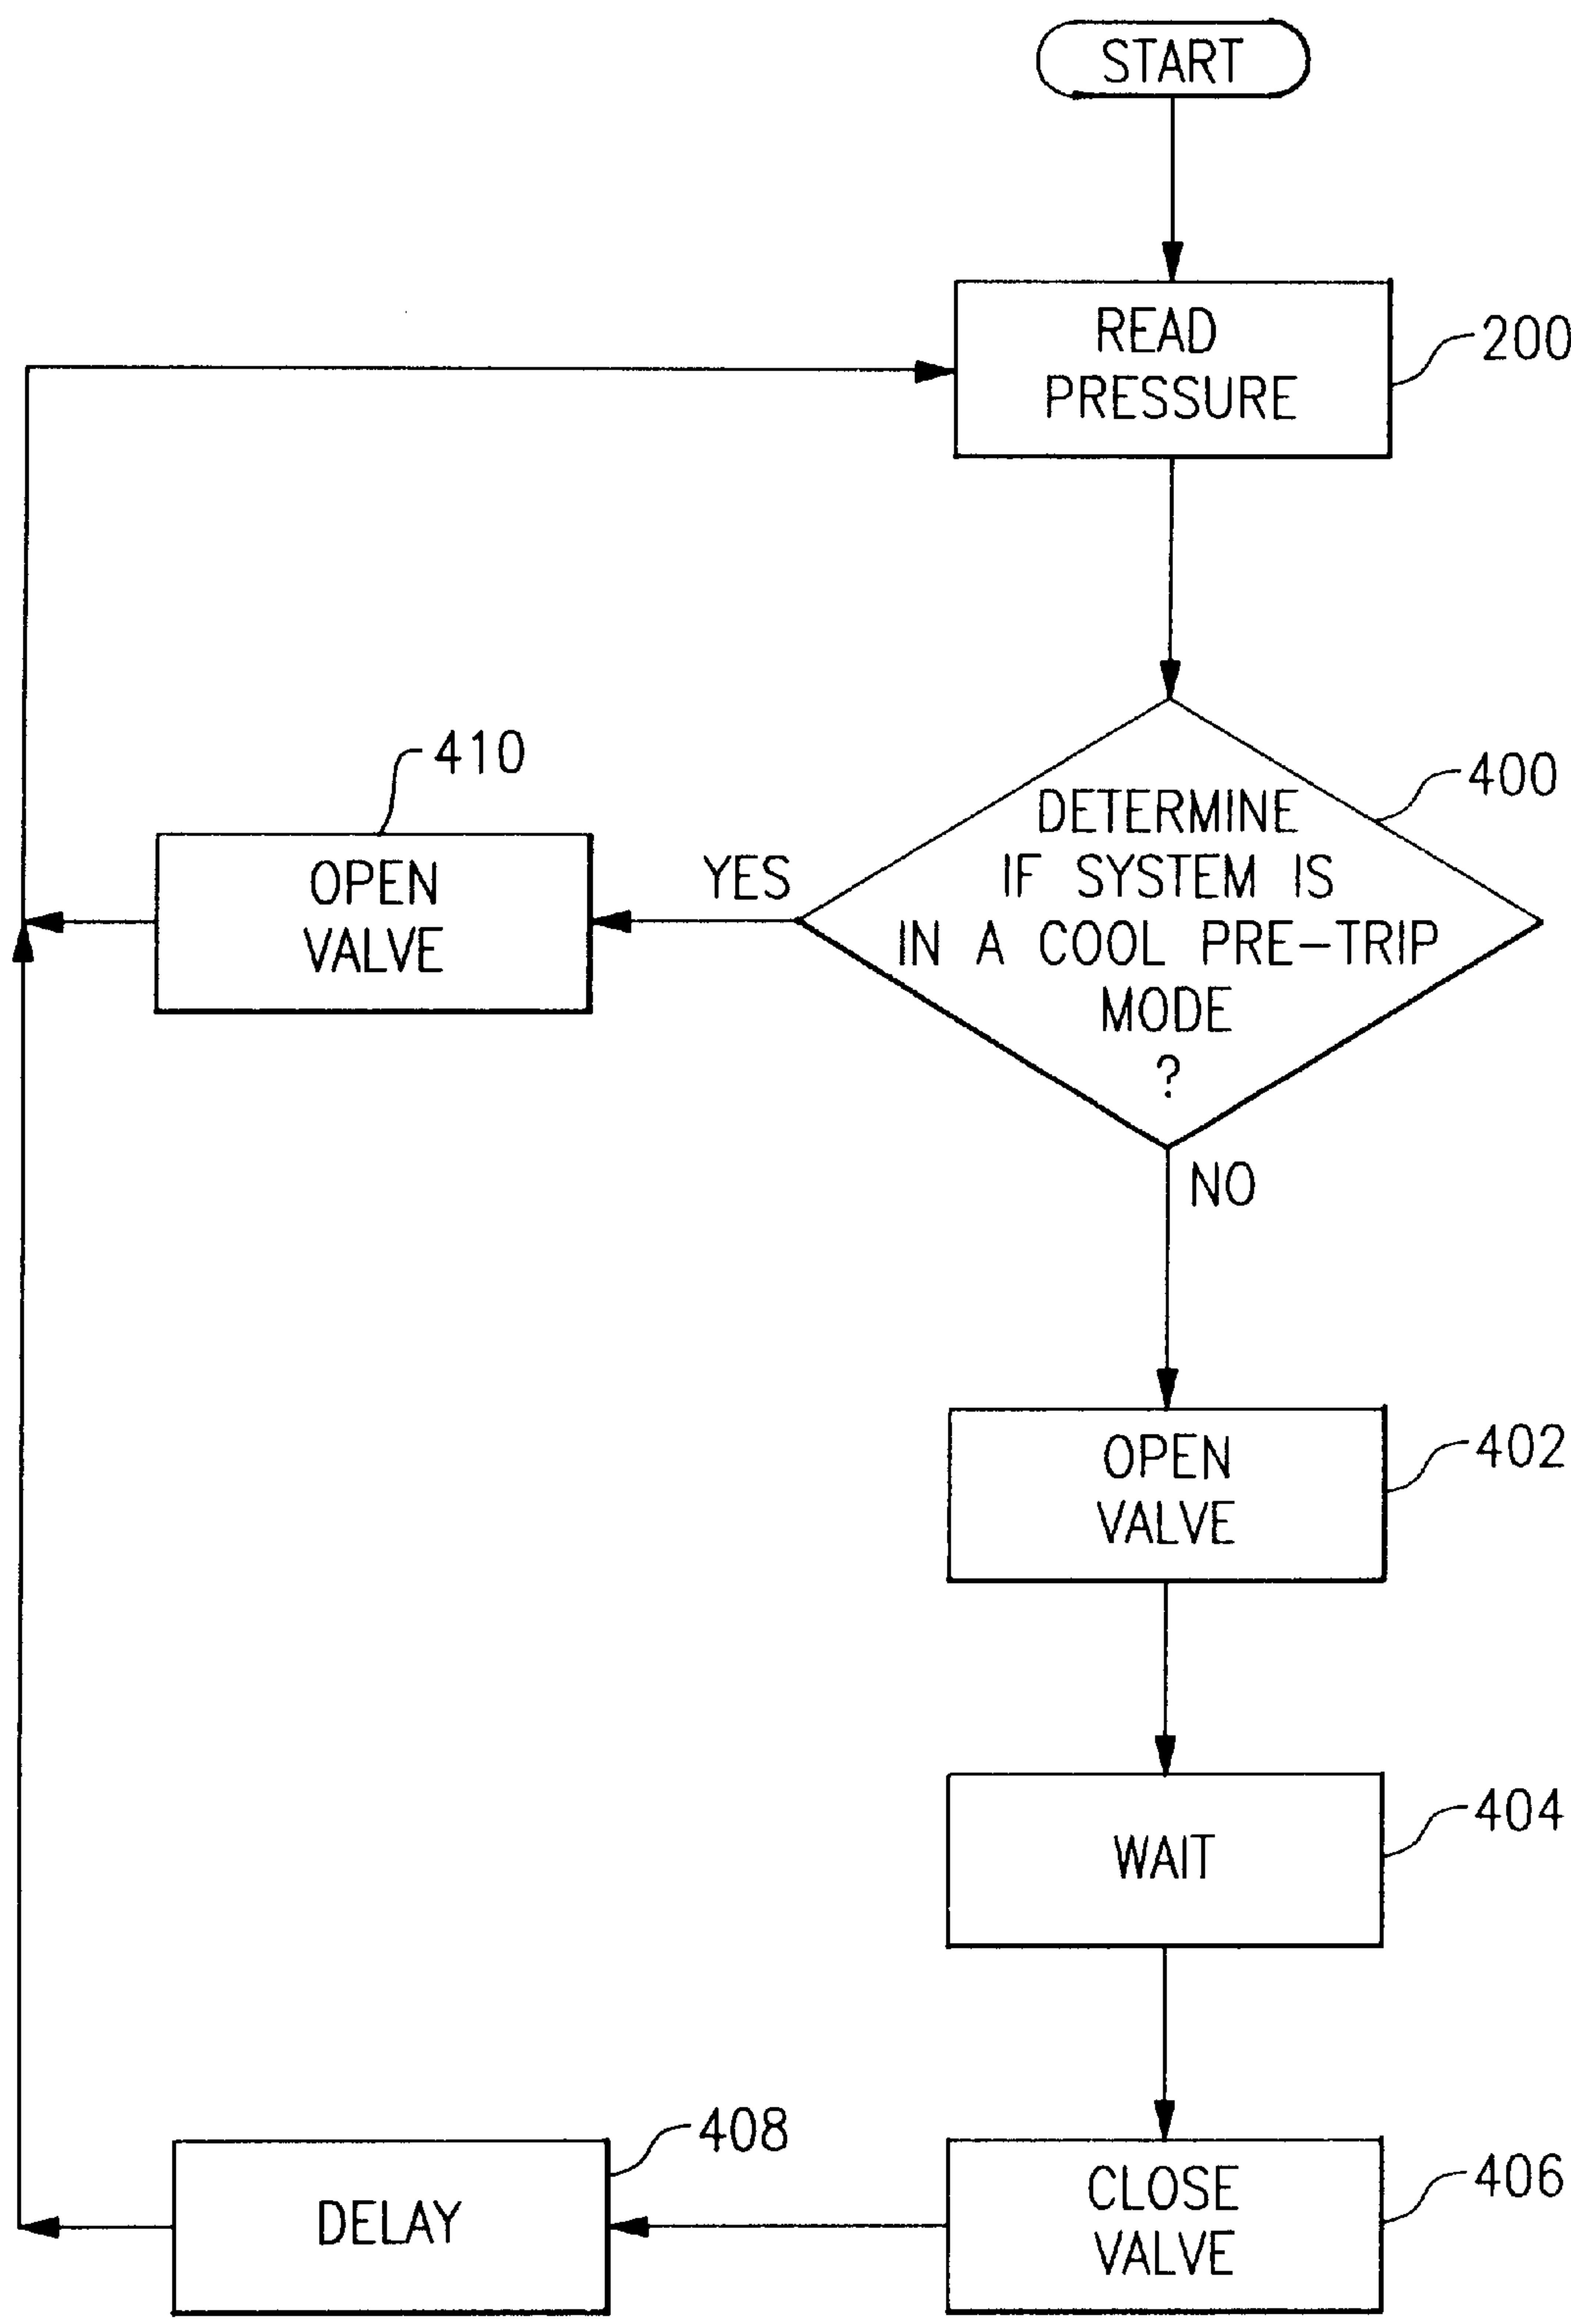 START
READ
PRESSURE
200
410
OPEN
VALVE
YES
400
DETERMINE
IF SYSTEM IS
IN A COOL PRE-TRIP
MODE
?
NO
OPEN
VALVE
402
WAIT
404
CLOSE
VALVE
406
408
DELAY